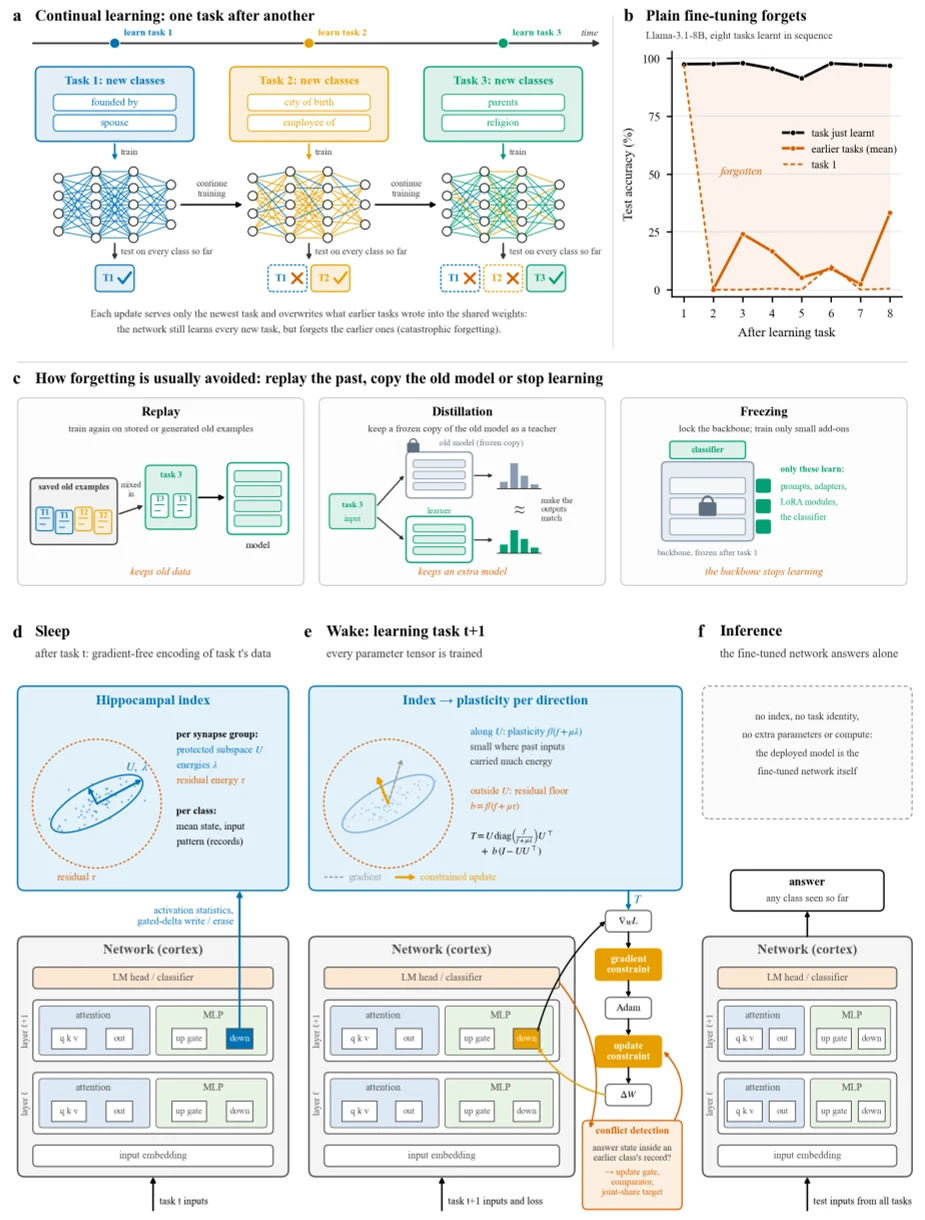 a Continual learning: one task after another
learn task 1
learn task 2
learn task 3
time
Task 1: new classes
founded by
spouse
Task 2: new classes
city of birth
employee of
Task 3: new classes
parents
religion
train
train
train
continue
training
continue
training
test on every class so far
test on every class so far
test on every class so far
T1
T1
T2
T1
T2
T3
Each update serves only the newest task and overwrites what earlier tasks wrote into the shared weights:
the network still learns every new task, but forgets the earlier ones (catastrophic forgetting).
b Plain fine-tuning forgets
Llama-3.1-8B, eight tasks learnt in sequence
Test accuracy (%)
100
75
50
25
0
task just learnt
earlier tasks (mean)
task 1
forgotten
1 2 3 4 5 6 7 8
After learning task
c How forgetting is usually avoided: replay the past, copy the old model or stop learning
Replay
train again on stored or generated old examples
saved old examples
T1
T1
T2
T2
mixed
in
task 3
T3
T3
model
keeps old data
Distillation
keep a frozen copy of the old model as a teacher
old model (frozen copy)
task 3
input
learner
≈
make the
outputs
match
keeps an extra model
Freezing
lock the backbone; train only small add-ons
classifier
only these learn:
prompts, adapters,
LoRA modules,
the classifier
backbone, frozen after task 1
the backbone stops learning
d Sleep
after task t: gradient-free encoding of task t's data
Hippocampal index
U, λ
residual τ
per synapse group:
protected subspace U
energies λ
residual energy τ
per class:
mean state, input
pattern (records)
activation statistics,
gated-delta write / erase
Network (cortex)
LM head / classifier
layer ℓ+1
attention
q k v
out
MLP
up gate
down
layer ℓ
attention
q k v
out
MLP
up gate
down
input embedding
task t inputs
e Wake: learning task t+1
every parameter tensor is trained
Index → plasticity per direction
along U: plasticity f/(f+μλ)
small where past inputs
carried much energy
outside U: residual floor
b=f/(f+μτ)
T=U diag(f/(f+μλ))U⊤
+ b(I−UU⊤)
gradient
constrained update
T
∇wL
gradient
constraint
Adam
update
constraint
ΔW
conflict detection
answer state inside an
earlier class's record?
→ update gate,
comparator,
joint-share target
Network (cortex)
LM head / classifier
layer ℓ+1
attention
q k v
out
MLP
up gate
down
layer ℓ
attention
q k v
out
MLP
up gate
down
input embedding
task t+1 inputs and loss
f Inference
the fine-tuned network answers alone
no index, no task identity,
no extra parameters or compute:
the deployed model is the
fine-tuned network itself
answer
any class seen so far
Network (cortex)
LM head / classifier
layer ℓ+1
attention
q k v
out
MLP
up gate
down
layer ℓ
attention
q k v
out
MLP
up gate
down
input embedding
test inputs from all tasks